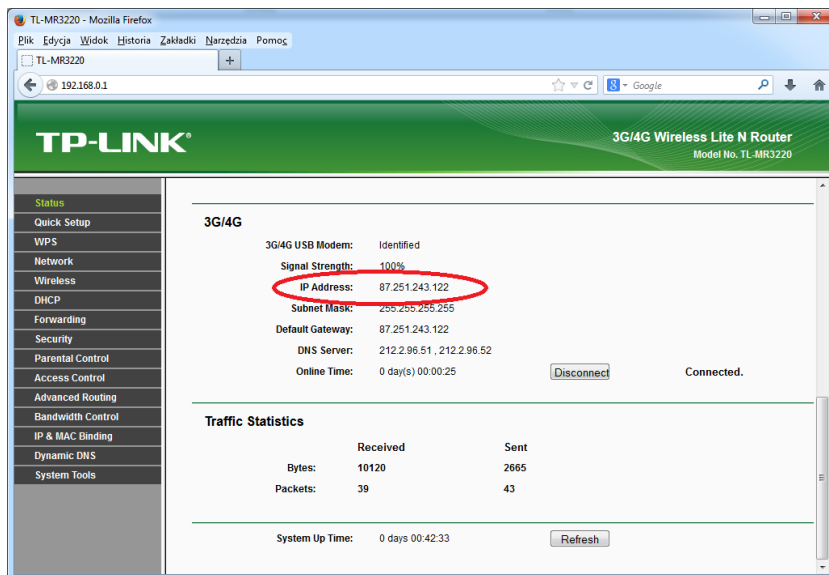 TL-MR3220 - Mozilla Firefox
Plik Edycja Widok Historia Zakładki Narzędzia Pomoc
TL-MR3220
192.168.0.1
Google
TP-LINK®
3G/4G Wireless Lite N Router
Model No. TL-MR3220
Status
Quick Setup
WPS
Network
Wireless
DHCP
Forwarding
Security
Parental Control
Access Control
Advanced Routing
Bandwidth Control
IP & MAC Binding
Dynamic DNS
System Tools
3G/4G
3G/4G USB Modem: Identified
Signal Strength: 100%
IP Address: 87.251.243.122
Subnet Mask: 255.255.255.255
Default Gateway: 87.251.243.122
DNS Server: 212.2.96.51 , 212.2.96.52
Online Time: 0 day(s) 00:00:25 Disconnect Connected.
Traffic Statistics
Received Sent
Bytes: 10120 2665
Packets: 39 43
System Up Time: 0 days 00:42:33 Refresh